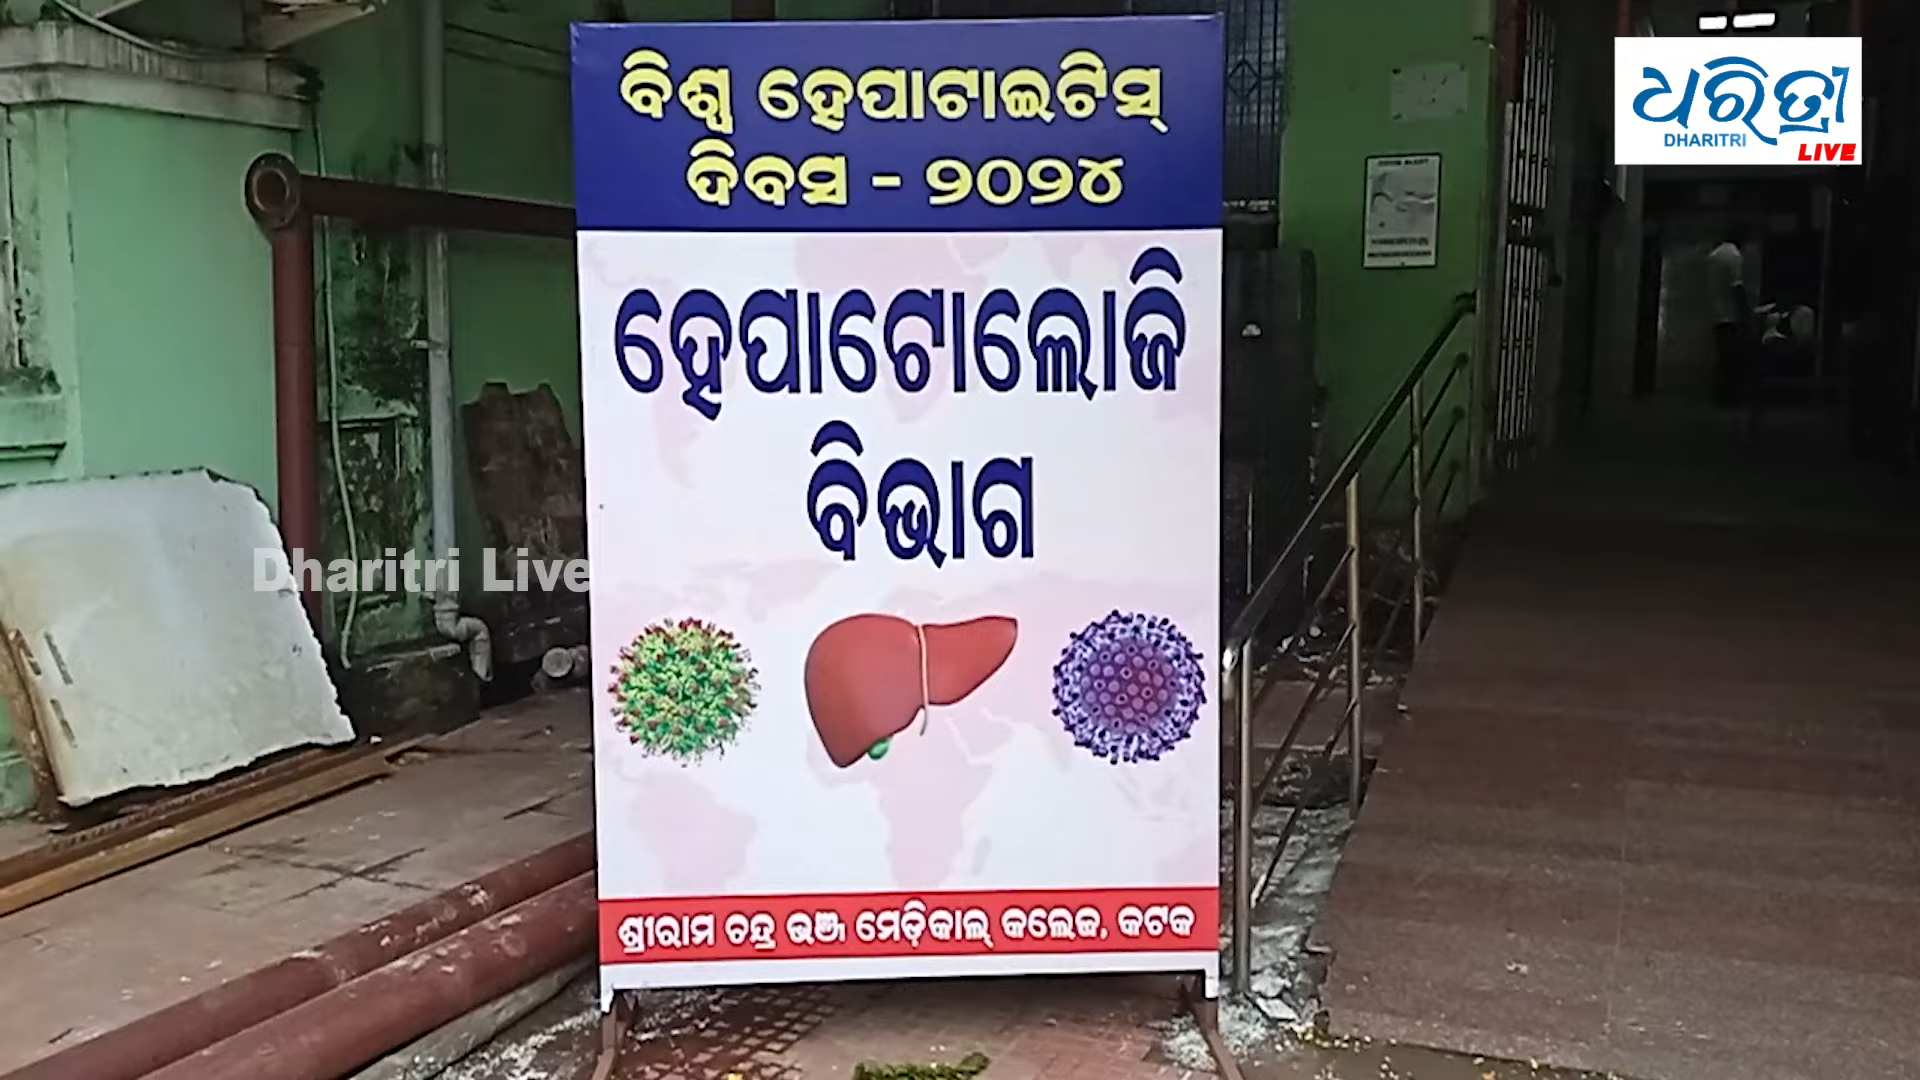 ବିଶ୍ୱ ହେପାଟାଇଟିସ୍
ଦିବସ - ୨୦୨୪
ହେପାଟୋଲୋଜି
ବିଭାଗ
ଶ୍ରୀରାମ ଚନ୍ଦ୍ର ଭଞ୍ଜ ମେଡ଼ିକାଲ୍ କଲେଜ, କଟକ
ଧରିତ୍ରୀ
DHARITRI
LIVE
Dharitri Live